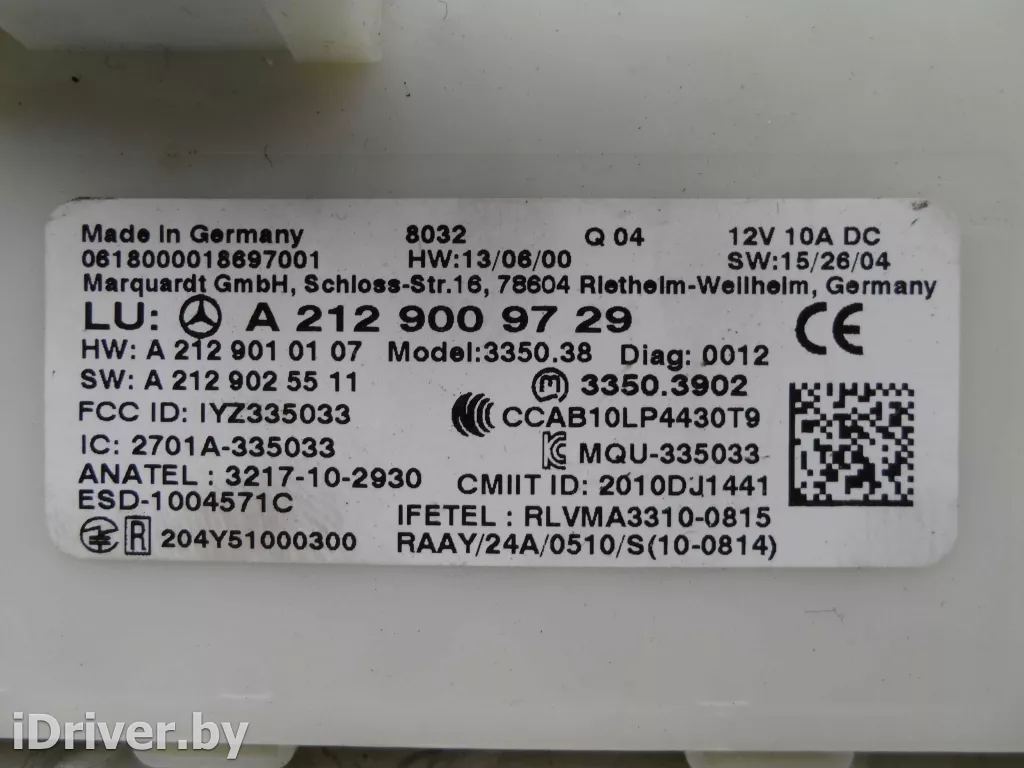 Made in Germany 8032 Q 04 12V 10A DC
0618000018697001 HW:13/06/00 SW:15/26/04
Marquardt GmbH, Schloss-Str.16, 78604 Rietheim-Weilheim, Germany
LU: A 212 900 97 29 CE
HW: A 212 901 01 07 Model:3350.38 Diag: 0012
SW: A 212 902 55 11 3350.3902
FCC ID: IYZ335033 CCAB10LP4430T9
IC: 2701A-335033 MQU-335033
ANATEL : 3217-10-2930 CMIIT ID: 2010DJ1441
ESD-1004571C IFETEL : RLVMA3310-0815
R 204Y51000300 RAAY/24A/0510/S(10-0814)
iDriver.by